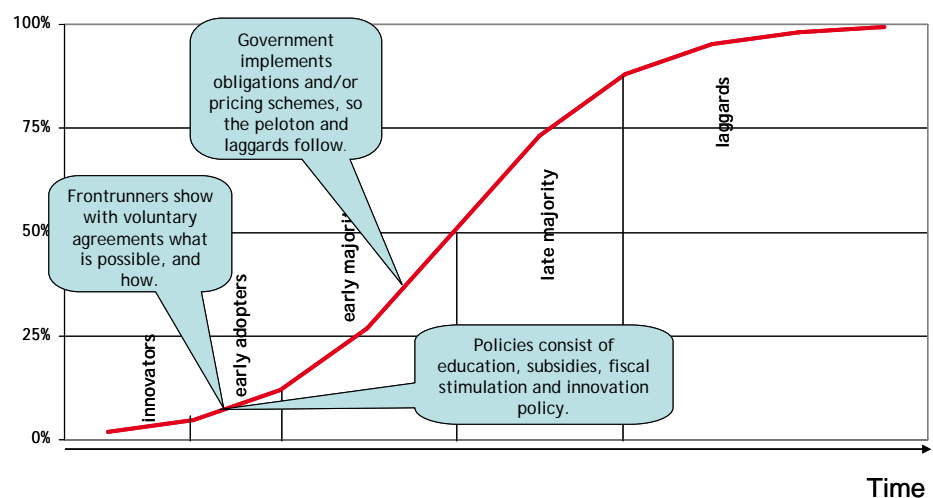 100%
Government
implements
obligations and/or
pricing schemes, so
the peloton and
laggards follow.
75%
laggards
Frontrunners show
with voluntary
agreements what
is possible, and
how.
50%
late majority
early majorit
early adopters
25%
innovators
Policies consist of
education, subsidies, fiscal
stimulation and innovation
policy.
0%
Time